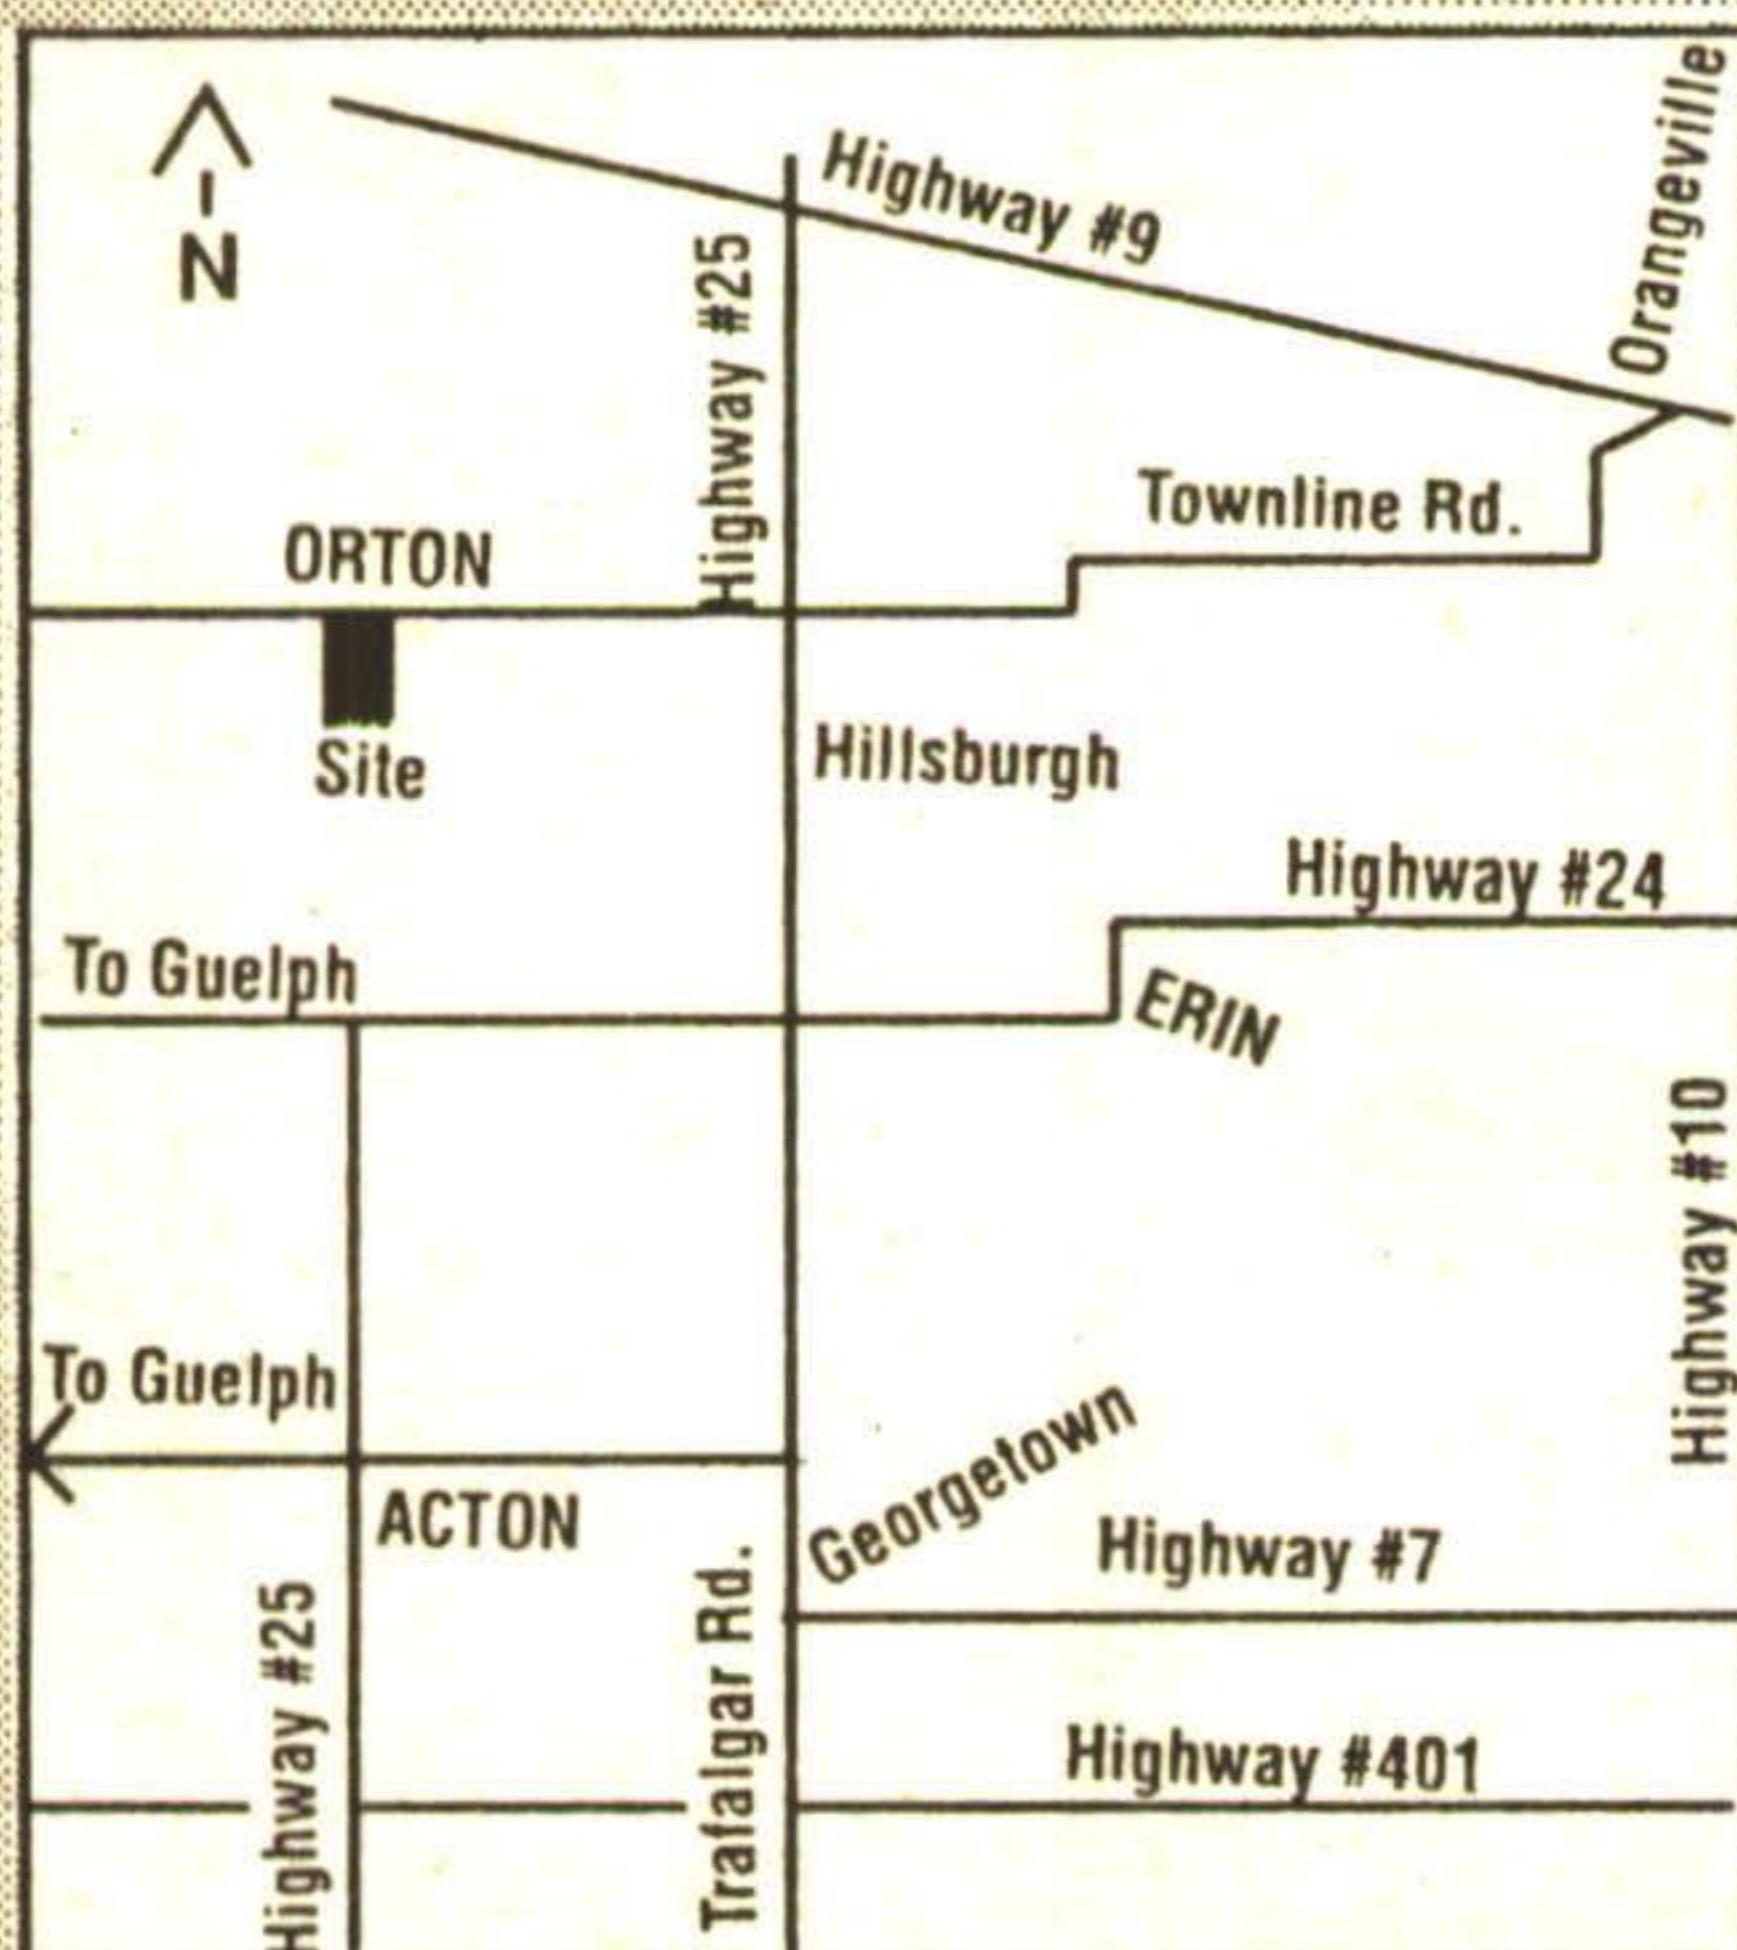 Orangeville
N
Highway #9
Highway #25
Townline Rd.
ORTON
Site
Hillsburgh
Highway #24
To Guelph
ERIN
Highway #10
To Guelph
Georgetown
ACTON
Highway #7
Highway #25
Trafalgar Rd.
Highway #401